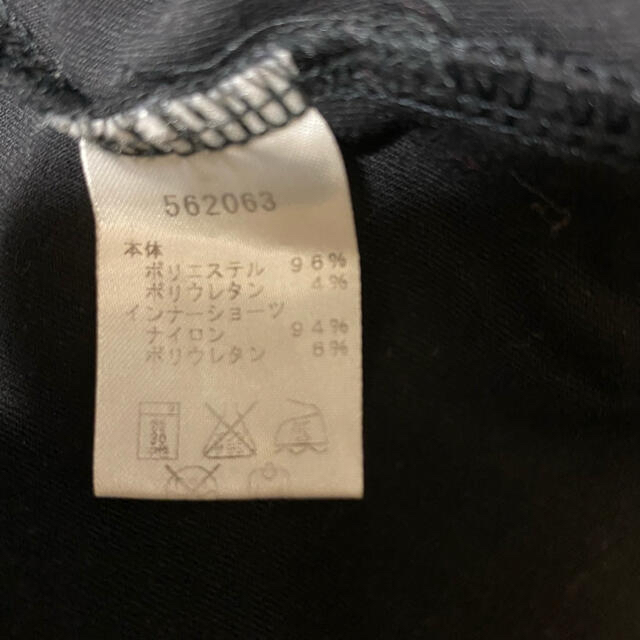 562063
本体
ポリエステル 96%
ポリウレタン 4%
インナーショーツ
ナイロン 94%
ポリウレタン 6%